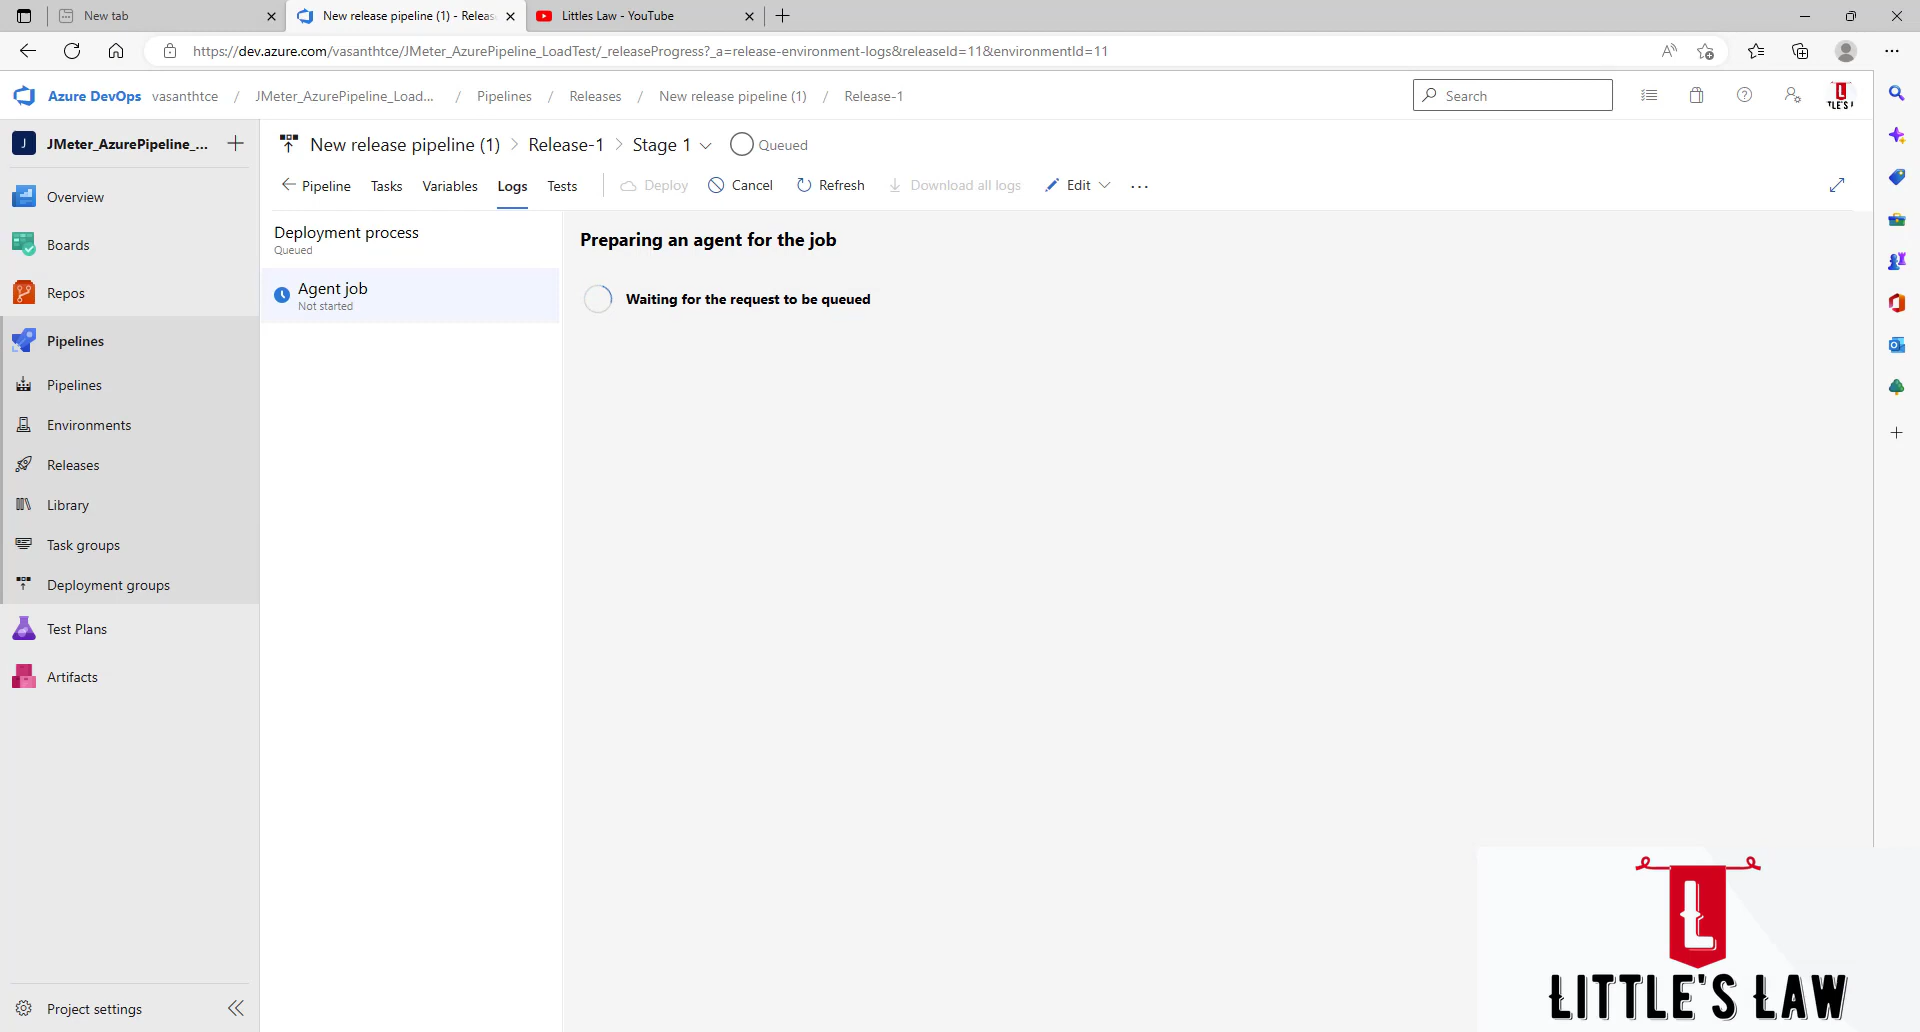 New tab
New release pipeline (1) - Releas
Littles Law - YouTube
https://dev.azure.com/vasanthtce/JMeter_AzurePipeline_LoadTest/_releaseProgress?_a=release-environment-logs&releaseId=11&environmentId=11
Azure DevOps vasanthtce / JMeter_AzurePipeline_Load... / Pipelines / Releases / New release pipeline (1) / Release-1
Search
J JMeter_AzurePipeline_...
Overview
Boards
Repos
Pipelines
Pipelines
Environments
Releases
Library
Task groups
Deployment groups
Test Plans
Artifacts
Project settings
New release pipeline (1) > Release-1 > Stage 1 Queued
Pipeline Tasks Variables Logs Tests Deploy Cancel Refresh Download all logs Edit ...
Deployment process
Queued
Agent job
Not started
Preparing an agent for the job
Waiting for the request to be queued
L
LITTLE'S LAW